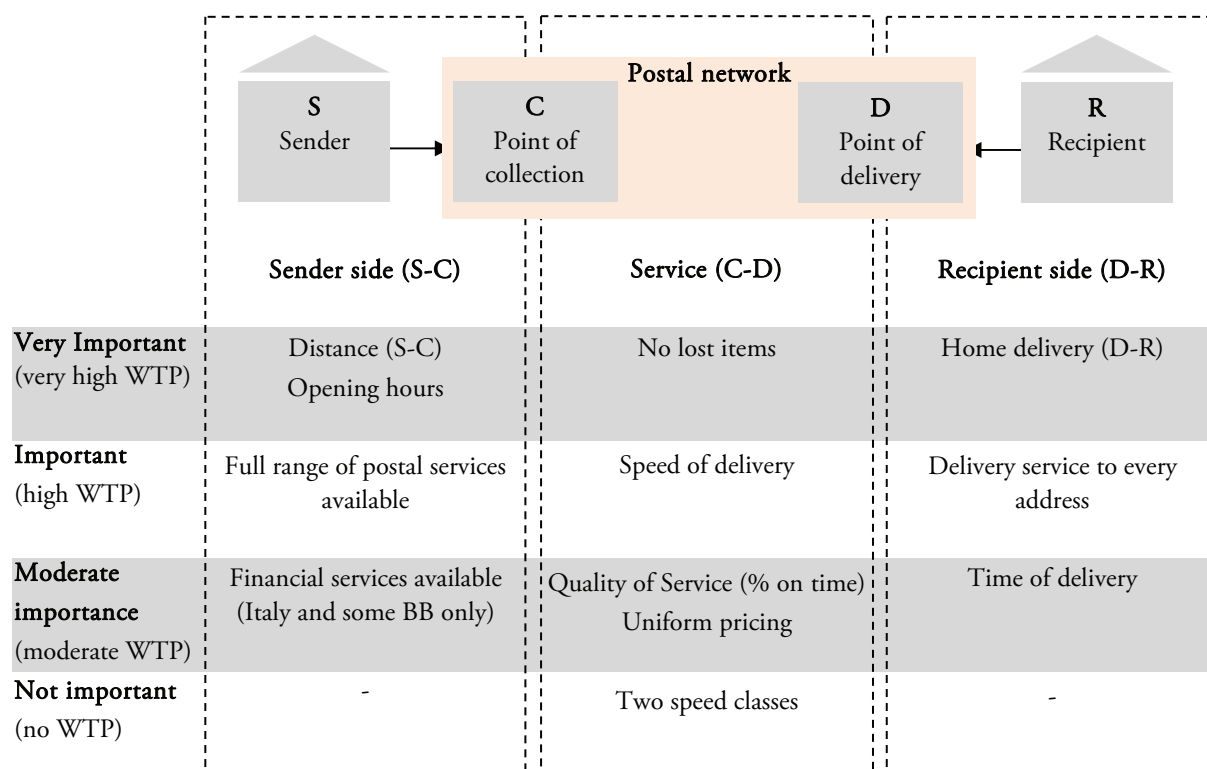 Postal network
S
Sender
C
Point of
collection
D
Point of
delivery
R
Recipient
Sender side (S-C)
Service (C-D)
Recipient side (D-R)
Very Important
(very high WTP)
Distance (S-C)
Opening hours
No lost items
Home delivery (D-R)
Important
(high WTP)
Full range of postal services
available
Speed of delivery
Delivery service to every
address
Moderate
importance
(moderate WTP)
Financial services available
(Italy and some BB only)
Quality of Service (% on time)
Uniform pricing
Time of delivery
Not important
(no WTP)
-
Two speed classes
-